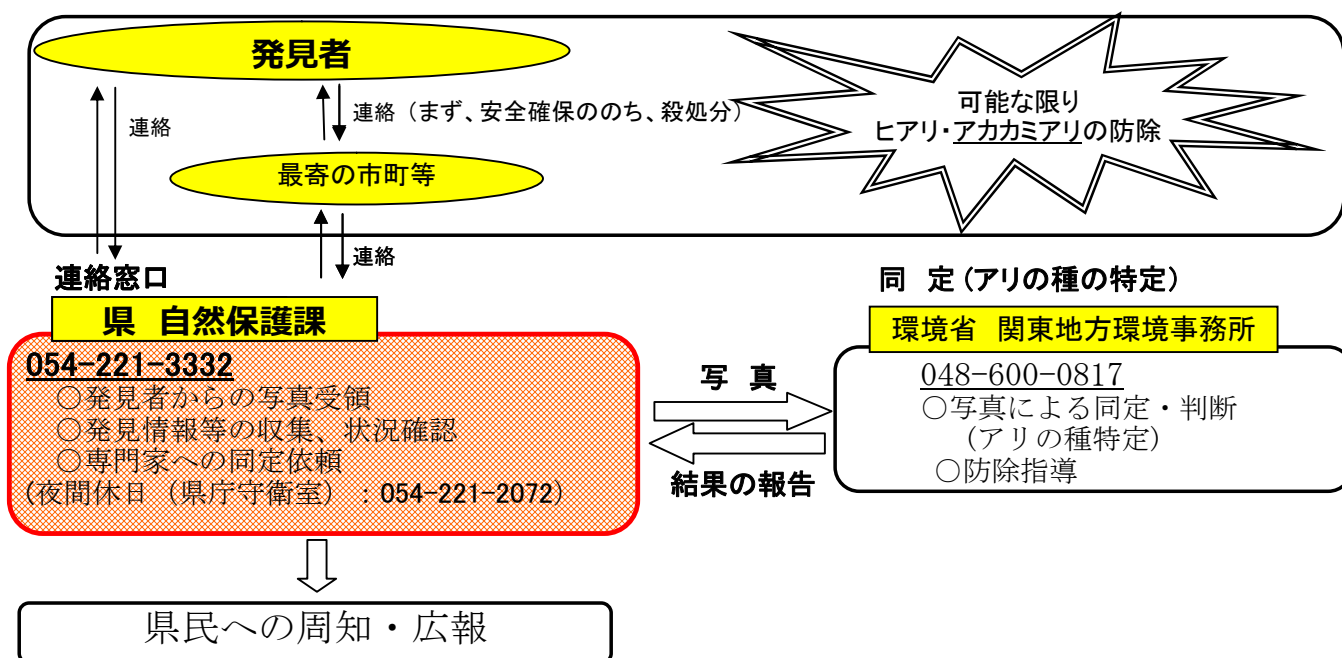 発見者
連絡
連絡（まず、安全確保ののち、殺処分）
可能な限り
ヒアリ・アカカミアリの防除
最寄の市町等
連絡
連絡窓口
県　自然保護課
054-221-3332
○発見者からの写真受領
○発見情報等の収集、状況確認
○専門家への同定依頼
(夜間休日（県庁守衛室）：054-221-2072)
写　真
結果の報告
同　定（アリの種の特定）
環境省　関東地方環境事務所
048-600-0817
○写真による同定・判断
（アリの種特定）
○防除指導
県民への周知・広報